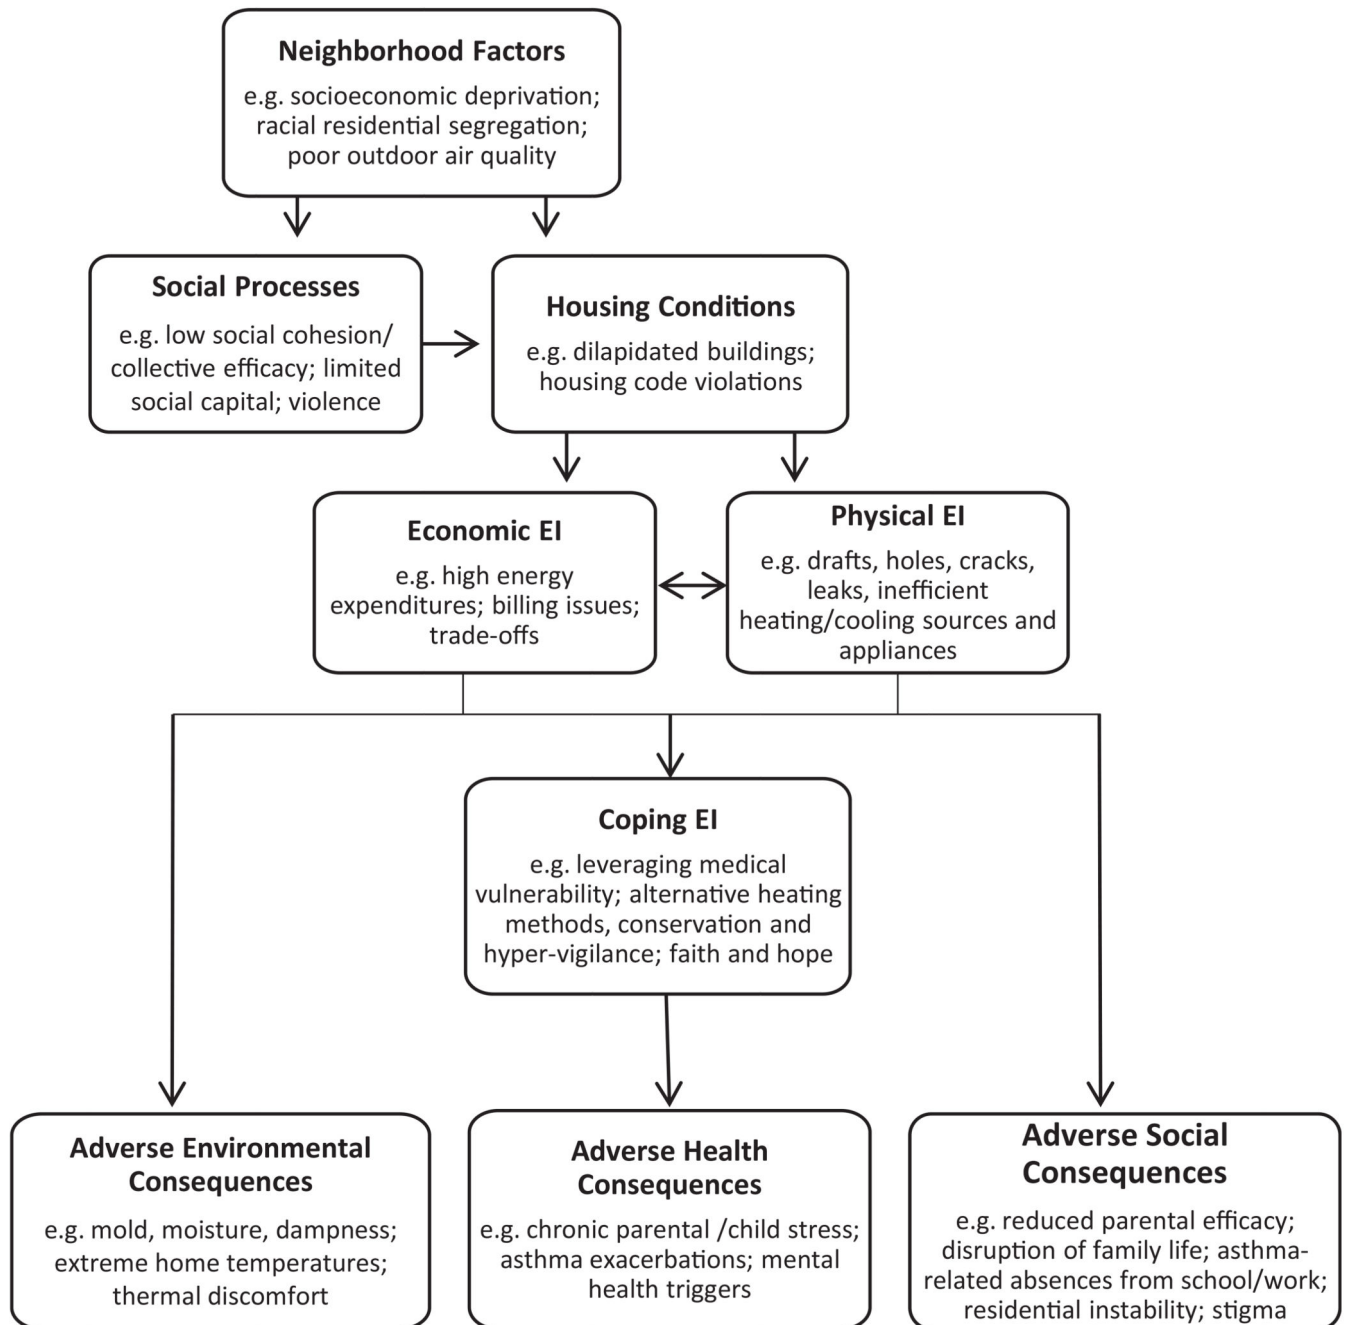 Neighborhood Factors
e.g. socioeconomic deprivation;
racial residential segregation;
poor outdoor air quality
Social Processes
e.g. low social cohesion/
collective efficacy; limited
social capital; violence
Housing Conditions
e.g. dilapidated buildings;
housing code violations
Economic EI
e.g. high energy
expenditures; billing issues;
trade-offs
Physical EI
e.g. drafts, holes, cracks,
leaks, inefficient
heating/cooling sources and
appliances
Coping EI
e.g. leveraging medical
vulnerability; alternative heating
methods, conservation and
hyper-vigilance; faith and hope
Adverse Environmental
Consequences
e.g. mold, moisture, dampness;
extreme home temperatures;
thermal discomfort
Adverse Health
Consequences
e.g. chronic parental /child stress;
asthma exacerbations; mental
health triggers
Adverse Social
Consequences
e.g. reduced parental efficacy;
disruption of family life; asthma-
related absences from school/work;
residential instability; stigma